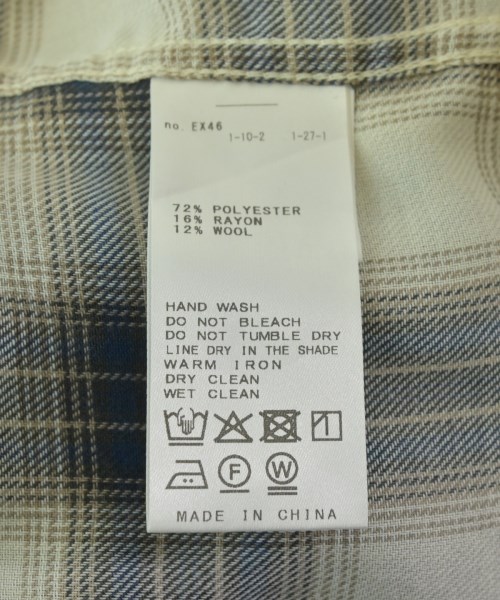 no. EX46
1-10-2 1-27-1
72% POLYESTER
16% RAYON
12% WOOL
HAND WASH
DO NOT BLEACH
DO NOT TUMBLE DRY
LINE DRY IN THE SHADE
WARM IRON
DRY CLEAN
WET CLEAN
F W
MADE IN CHINA